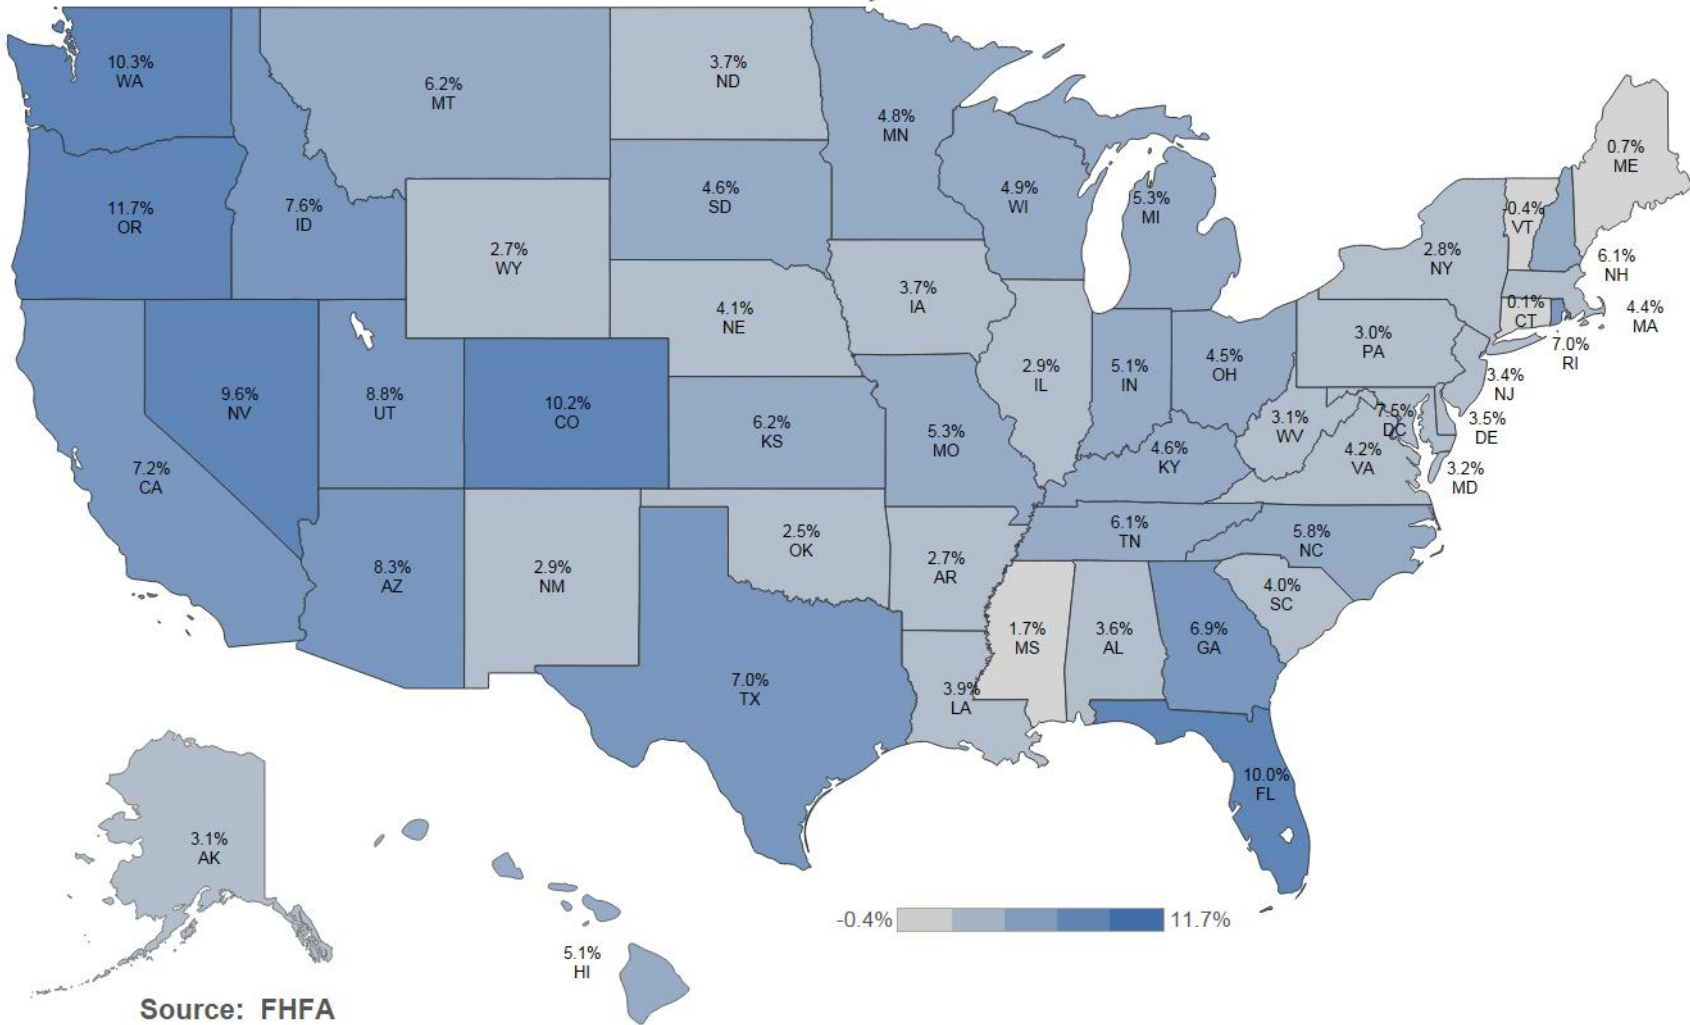 10.3%
WA
6.2%
MT
3.7%
ND
4.8%
MN
0.7%
ME
11.7%
OR
7.6%
ID
4.6%
SD
4.9%
WI
5.3%
MI
-0.4%
VT
2.8%
NY
6.1%
NH
2.7%
WY
4.1%
NE
3.7%
IA
0.1%
CT
4.4%
MA
3.0%
PA
7.0%
RI
9.6%
NV
8.8%
UT
10.2%
CO
2.9%
IL
5.1%
IN
4.5%
OH
3.4%
NJ
6.2%
KS
5.3%
MO
3.1%
WV
7.5%
DC
3.5%
DE
7.2%
CA
4.6%
KY
4.2%
VA
3.2%
MD
8.3%
AZ
2.9%
NM
2.5%
OK
2.7%
AR
6.1%
TN
5.8%
NC
4.0%
SC
1.7%
MS
3.6%
AL
6.9%
GA
7.0%
TX
3.9%
LA
10.0%
FL
3.1%
AK
5.1%
HI
-0.4%
11.7%
Source: FHFA